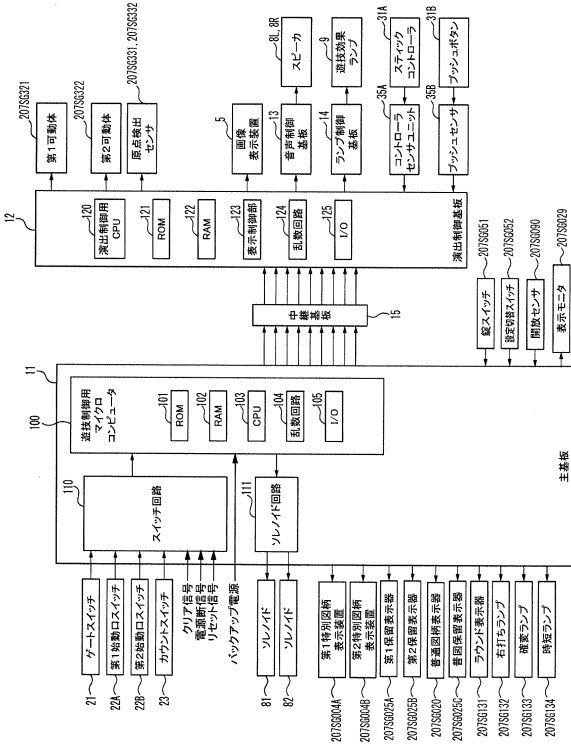 207SG321
第1可動体
207SG322
第2可動体
207SG331, 207SG332
原点検出
センサ
5
画像
表示装置
8L, 8R
スピーカ
13
音声制御
基板
9
遊技効果
ランプ
14
ランプ制御
基板
31A
スティック
コントローラ
35A
コントローラ
センサユニット
31B
プッシュボタン
35B
プッシュセンサ
12
120
演出制御用
CPU
121
ROM
122
RAM
123
表示制御部
124
乱数回路
125
I/O
演出制御基板
中継
基板
15
207SG051
錠スイッチ
207SG052
設定切替スイッチ
207SG090
開放センサ
207SG029
表示モニタ
11
100
遊技制御用
マイクロ
コンピュータ
101
ROM
102
RAM
103
CPU
104
乱数回路
105
I/O
110
スイッチ回路
111
ソレノイド回路
主基板
ゲートスイッチ
21
第1始動口スイッチ
22A
第2始動口スイッチ
22B
カウントスイッチ
23
クリア信号
電源断信号
リセット信号
バックアップ電源
ソレノイド
81
ソレノイド
82
第1特別図柄
表示装置
207SG004A
第2特別図柄
表示装置
207SG004B
第1保留表示器
207SG025A
第2保留表示器
207SG025B
普通図柄表示器
207SG020
普図保留表示器
207SG025C
ラウンド表示器
207SG131
右打ちランプ
207SG132
確変ランプ
207SG133
時短ランプ
207SG134